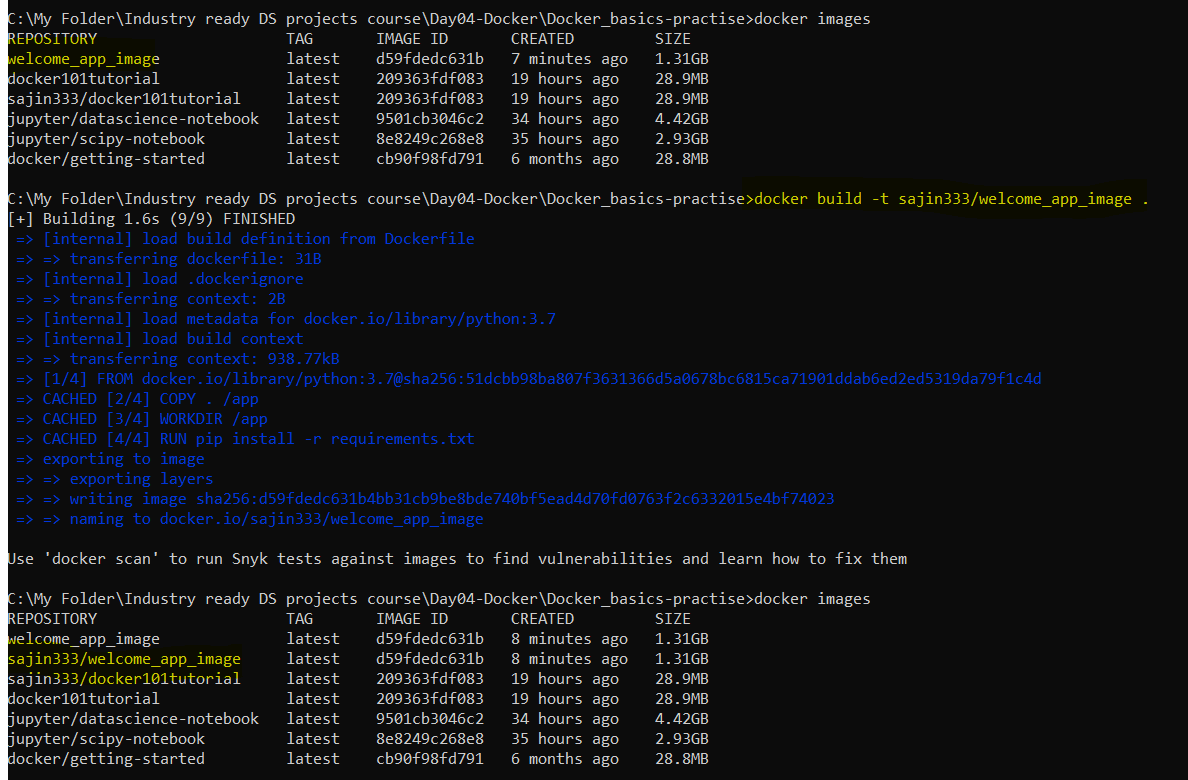 C:\My Folder\Industry ready DS projects course\Day04-Docker\Docker_basics-practise>docker images
REPOSITORY TAG IMAGE ID CREATED SIZE
welcome_app_image latest d59fdedc631b 7 minutes ago 1.31GB
docker101tutorial latest 209363fdf083 19 hours ago 28.9MB
sajin333/docker101tutorial latest 209363fdf083 19 hours ago 28.9MB
jupyter/datascience-notebook latest 9501cb3046c2 34 hours ago 4.42GB
jupyter/scipy-notebook latest 8e8249c268e8 35 hours ago 2.93GB
docker/getting-started latest cb90f98fd791 6 months ago 28.8MB
C:\My Folder\Industry ready DS projects course\Day04-Docker\Docker_basics-practise>docker build -t sajin333/welcome_app_image .
[+] Building 1.6s (9/9) FINISHED
=> [internal] load build definition from Dockerfile
=> => transferring dockerfile: 31B
=> [internal] load .dockerignore
=> => transferring context: 2B
=> [internal] load metadata for docker.io/library/python:3.7
=> [internal] load build context
=> => transferring context: 938.77kB
=> [1/4] FROM docker.io/library/python:3.7@sha256:51dcbb98ba807f3631366d5a0678bc6815ca71901ddab6ed2ed5319da79f1c4d
=> CACHED [2/4] COPY . /app
=> CACHED [3/4] WORKDIR /app
=> CACHED [4/4] RUN pip install -r requirements.txt
=> exporting to image
=> => exporting layers
=> => writing image sha256:d59fdedc631b4bb31cb9be8bde740bf5ead4d70fd0763f2c6332015e4bf74023
=> => naming to docker.io/sajin333/welcome_app_image
Use 'docker scan' to run Snyk tests against images to find vulnerabilities and learn how to fix them
C:\My Folder\Industry ready DS projects course\Day04-Docker\Docker_basics-practise>docker images
REPOSITORY TAG IMAGE ID CREATED SIZE
welcome_app_image latest d59fdedc631b 8 minutes ago 1.31GB
sajin333/welcome_app_image latest d59fdedc631b 8 minutes ago 1.31GB
sajin333/docker101tutorial latest 209363fdf083 19 hours ago 28.9MB
docker101tutorial latest 209363fdf083 19 hours ago 28.9MB
jupyter/datascience-notebook latest 9501cb3046c2 34 hours ago 4.42GB
jupyter/scipy-notebook latest 8e8249c268e8 35 hours ago 2.93GB
docker/getting-started latest cb90f98fd791 6 months ago 28.8MB